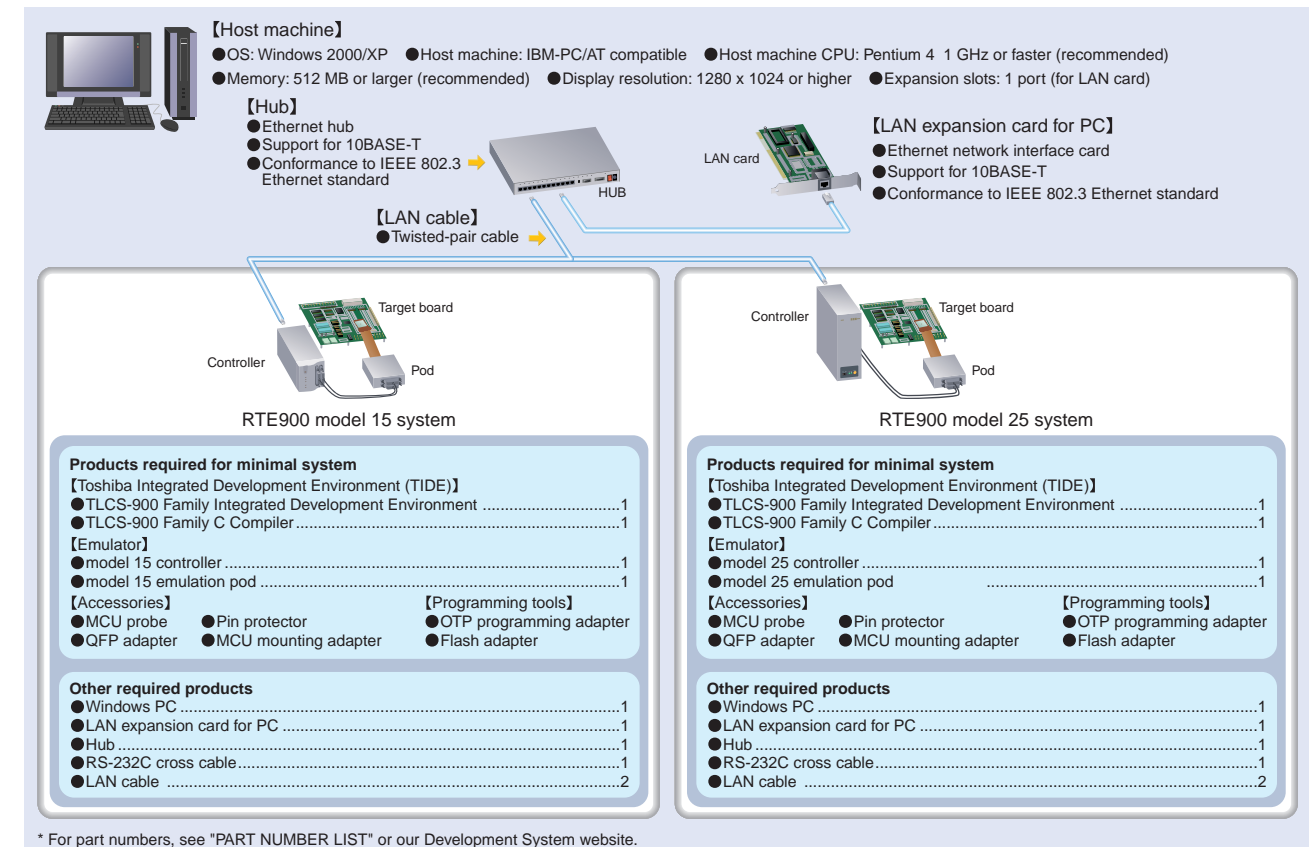 【Host machine】
●OS: Windows 2000/XP ●Host machine: IBM-PC/AT compatible ●Host machine CPU: Pentium 4 1 GHz or faster (recommended)
●Memory: 512 MB or larger (recommended) ●Display resolution: 1280 x 1024 or higher ●Expansion slots: 1 port (for LAN card)
【Hub】
●Ethernet hub
●Support for 10BASE-T
●Conformance to IEEE 802.3
Ethernet standard
HUB
LAN card
【LAN expansion card for PC】
●Ethernet network interface card
●Support for 10BASE-T
●Conformance to IEEE 802.3 Ethernet standard
【LAN cable】
●Twisted-pair cable
Target board
Controller
Pod
RTE900 model 15 system
Products required for minimal system
【Toshiba Integrated Development Environment (TIDE)】
●TLCS-900 Family Integrated Development Environment ...............................1
●TLCS-900 Family C Compiler.........................................................................1
【Emulator】
●model 15 controller.........................................................................................1
●model 15 emulation pod.................................................................................1
【Accessories】 【Programming tools】
●MCU probe ●Pin protector ●OTP programming adapter
●QFP adapter ●MCU mounting adapter ●Flash adapter
Other required products
●Windows PC...................................................................................................1
●LAN expansion card for PC............................................................................1
●Hub.................................................................................................................1
●RS-232C cross cable......................................................................................1
●LAN cable ......................................................................................................2
Controller
Target board
Pod
RTE900 model 25 system
Products required for minimal system
【Toshiba Integrated Development Environment (TIDE)】
●TLCS-900 Family Integrated Development Environment ...............................1
●TLCS-900 Family C Compiler.........................................................................1
【Emulator】
●model 25 controller.........................................................................................1
●model 25 emulation pod .............................................................1
【Accessories】 【Programming tools】
●MCU probe ●Pin protector ●OTP programming adapter
●QFP adapter ●MCU mounting adapter ●Flash adapter
Other required products
●Windows PC...................................................................................................1
●LAN expansion card for PC............................................................................1
●Hub.................................................................................................................1
●RS-232C cross cable......................................................................................1
●LAN cable ......................................................................................................2
* For part numbers, see "PART NUMBER LIST" or our Development System website.